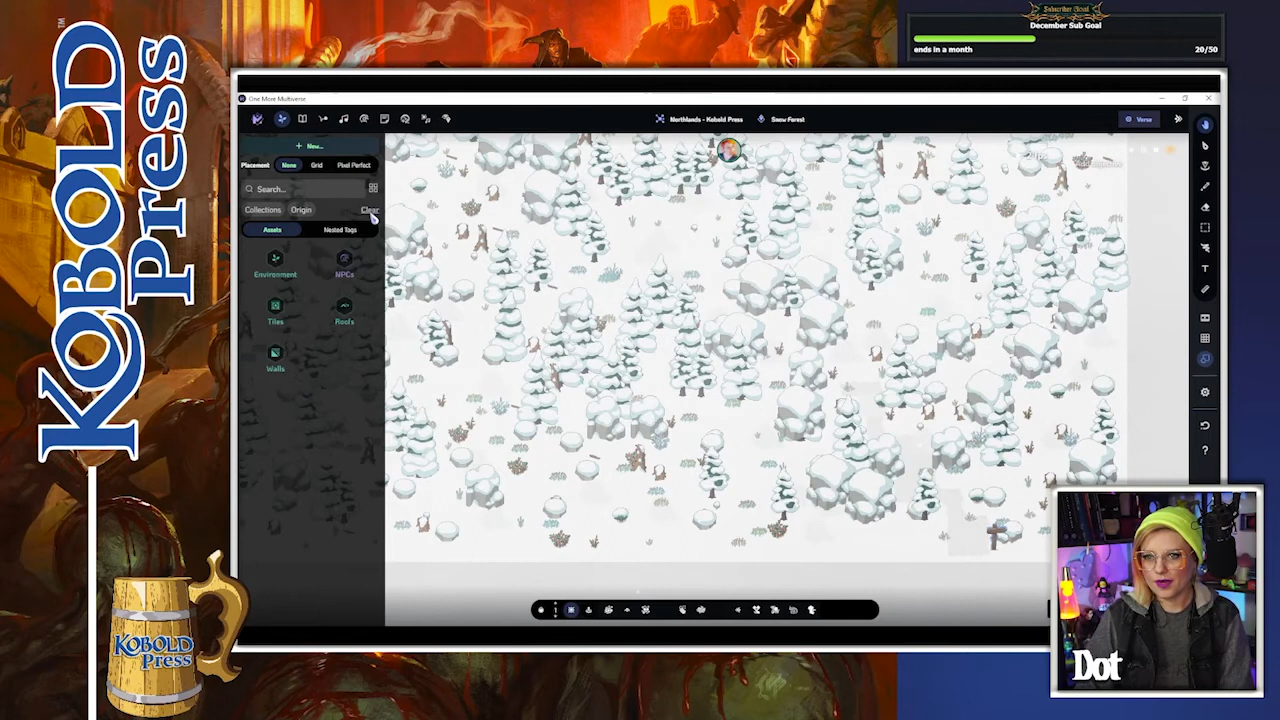 KOBOLD
Press
TM
Subscriber Goal
December Sub Goal
ends in a month
20/50
One More Multiverse
Northlands - Kobold Press
Snow Forest
Verse
New...
Placement
None
Grid
Pixel Perfect
Search...
Collections
Origin
Clear
Assets
Nested Tags
Environment
NPCs
Tiles
Roofs
Walls
T
?
KOBOLD
Press
Dot